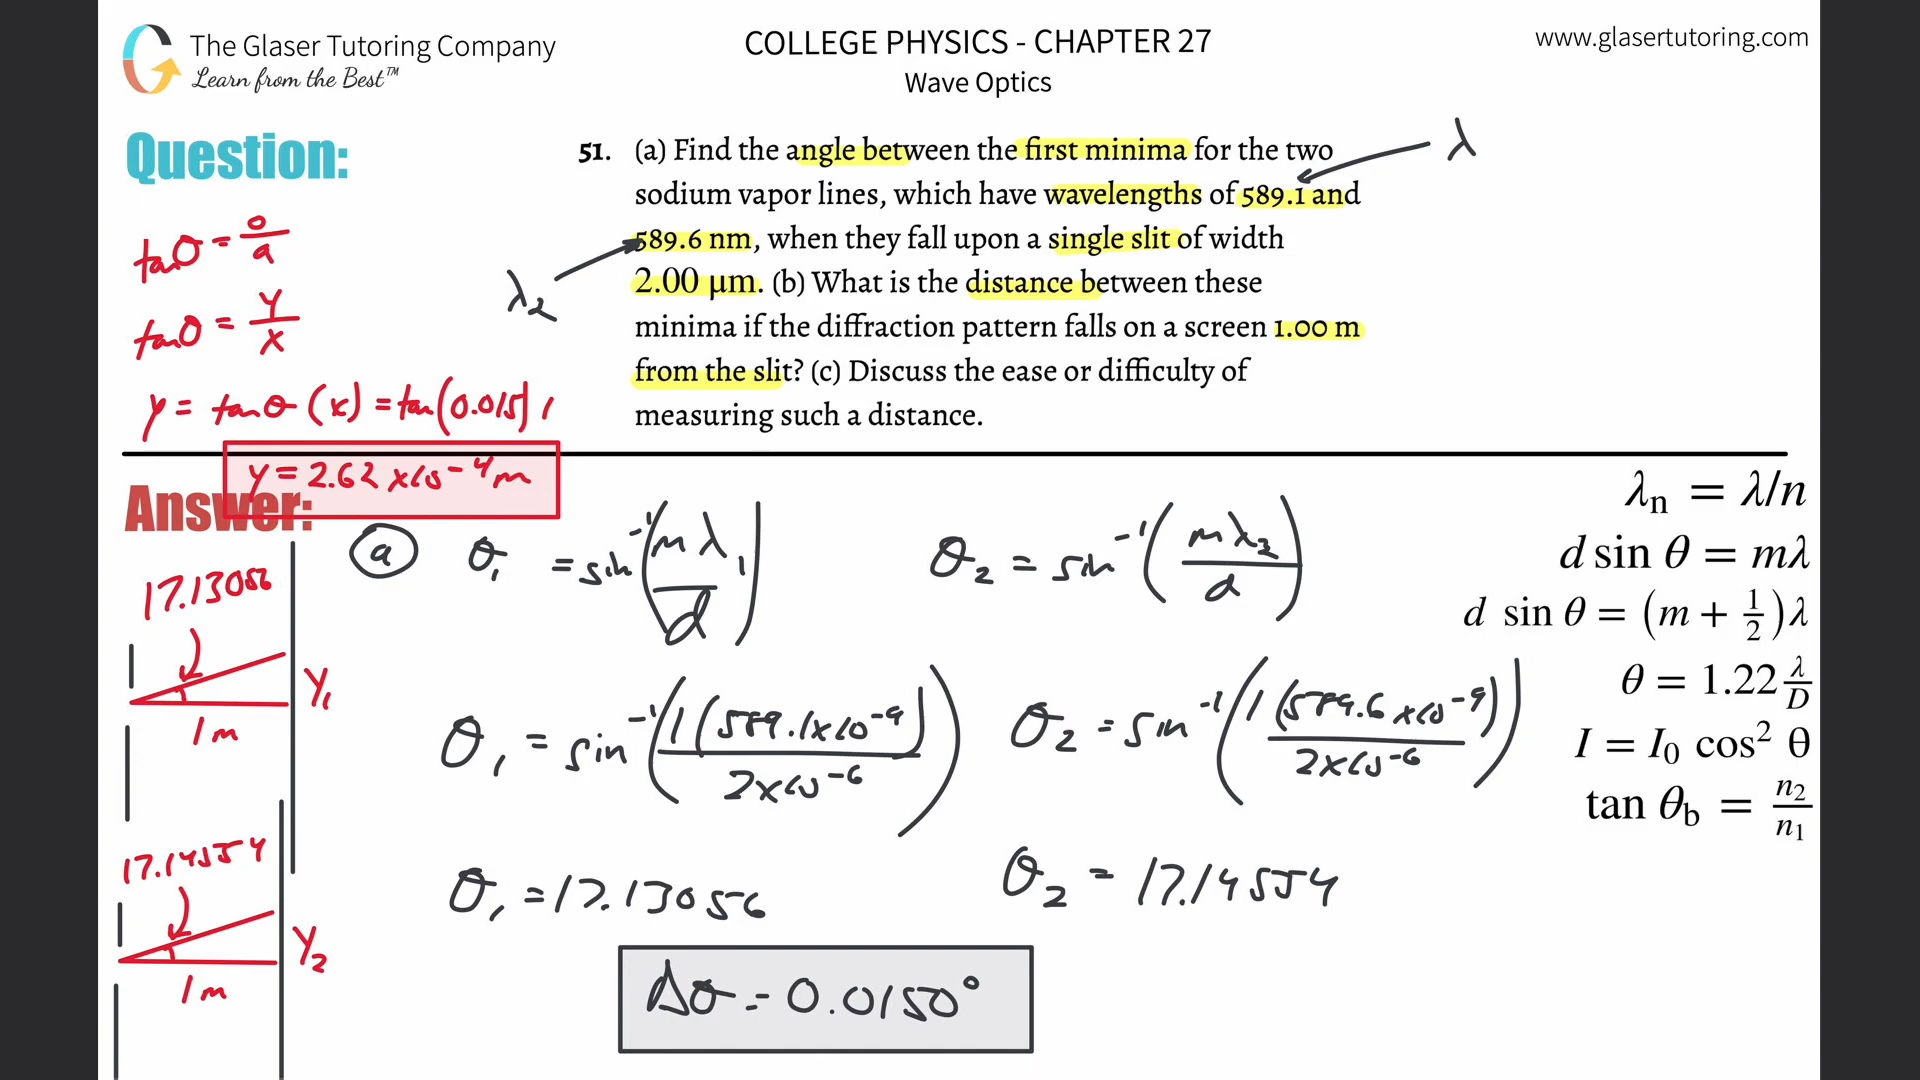 The Glaser Tutoring Company
Learn from the Best™
COLLEGE PHYSICS - CHAPTER 27
Wave Optics
www.glasertutoring.com
Question:
51. (a) Find the angle between the first minima for the two
sodium vapor lines, which have wavelengths of 589.1 and
589.6 nm, when they fall upon a single slit of width
2.00 μm. (b) What is the distance between these
minima if the diffraction pattern falls on a screen 1.00 m
from the slit? (c) Discuss the ease or difficulty of
measuring such a distance.
λ
λ2
tanθ = o/a
tanθ = y/x
y = tanθ (x) = tan(0.015) 1
y = 2.62 x10^-4 m
Answer:
a θ1 = sin^-1(mλ1/d)
θ2 = sin^-1(mλ2/d)
θ1 = sin^-1(1(589.1x10^-9)/2x10^-6)
θ2 = sin^-1(1(589.6x10^-9)/2x10^-6)
θ1 = 17.13056
θ2 = 17.14554
Δθ = 0.0150°
17.13056
y1
1m
17.14554
y2
1m
λn = λ/n
d sin θ = mλ
d sin θ = (m + 1/2)λ
θ = 1.22 λ/D
I = I0 cos² θ
tan θb = n2/n1